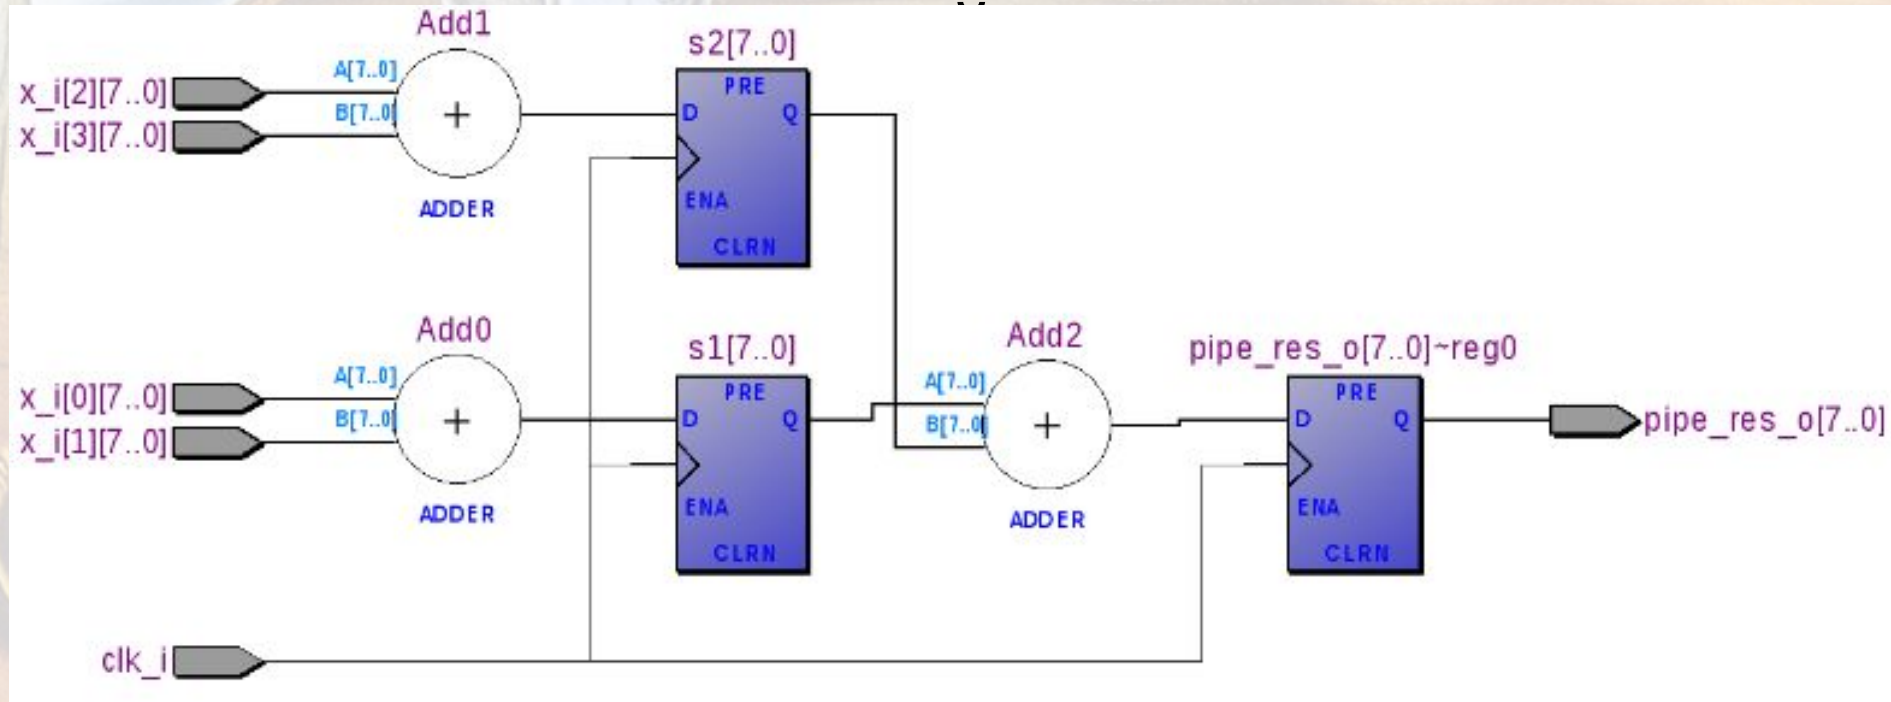 Add1
s2[7..0]
x_i[2][7..0]
A[7..0]
PRE
x_i[3][7..0]
B[7..0]
+
D
Q
ENA
ADDER
CLRN
Add0
s1[7..0]
Add2
pipe_res_o[7..0]~reg0
x_i[0][7..0]
A[7..0]
PRE
A[7..0]
PRE
x_i[1][7..0]
B[7..0]
+
D
Q
B[7..0]
+
D
Q
pipe_res_o[7..0]
ENA
ENA
ADDER
ADDER
CLRN
CLRN
clk_i